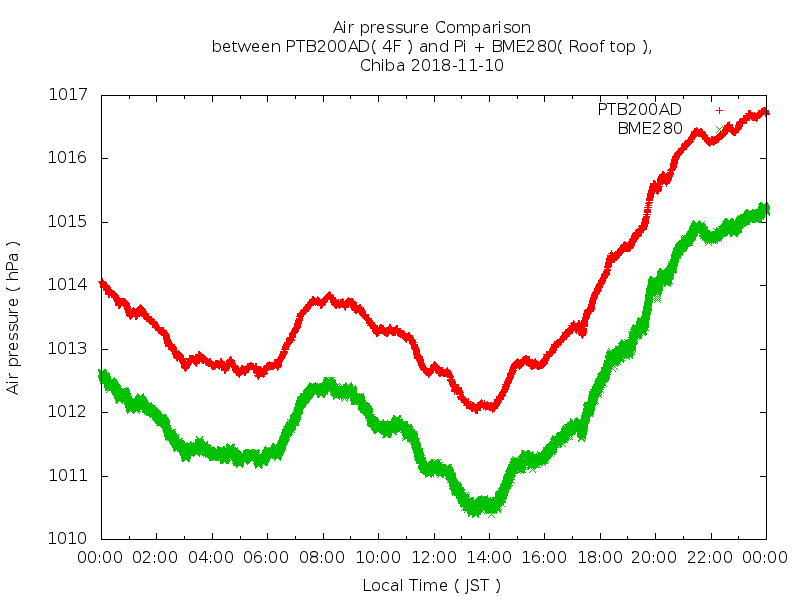 Air pressure Comparison
between PTB200AD( 4F ) and Pi + BME280( Roof top ),
Chiba 2018-11-10
1017
PTB200AD
BME280
1016
1015
1014
1013
1012
1011
1010
Air pressure ( hPa )
00:00 02:00 04:00 06:00 08:00 10:00 12:00 14:00 16:00 18:00 20:00 22:00 00:00
Local Time ( JST )